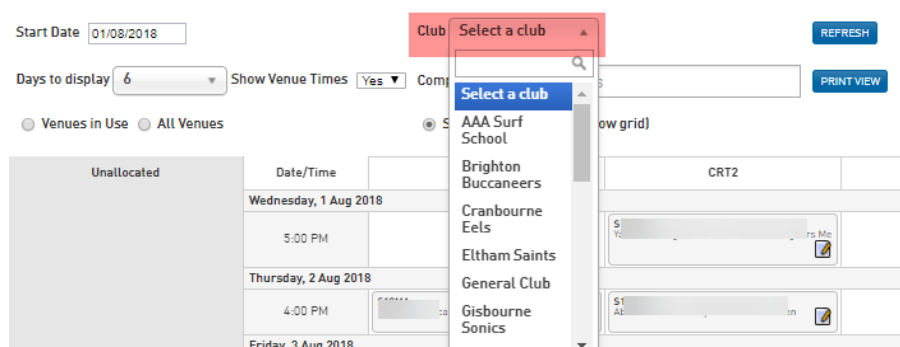 Start Date 01/08/2018 Club Select a club REFRESH
Days to display 6 Show Venue Times Yes PRINT VIEW
Select a club
Venues in Use All Venues ow grid)
AAA Surf
School
Brighton
Buccaneers
Cranbourne
Eels
Eltham Saints
General Club
Gisbourne
Sonics
Unallocated Date/Time CRT2
Wednesday, 1 Aug 2018
5:00 PM
Thursday, 2 Aug 2018
4:00 PM
Friday, 3 Aug 2018